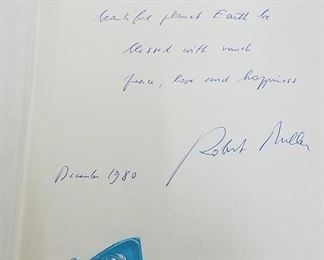 beautiful planet Earth be
blessed with much
peace, love and happiness
Robert Muller
December 1980